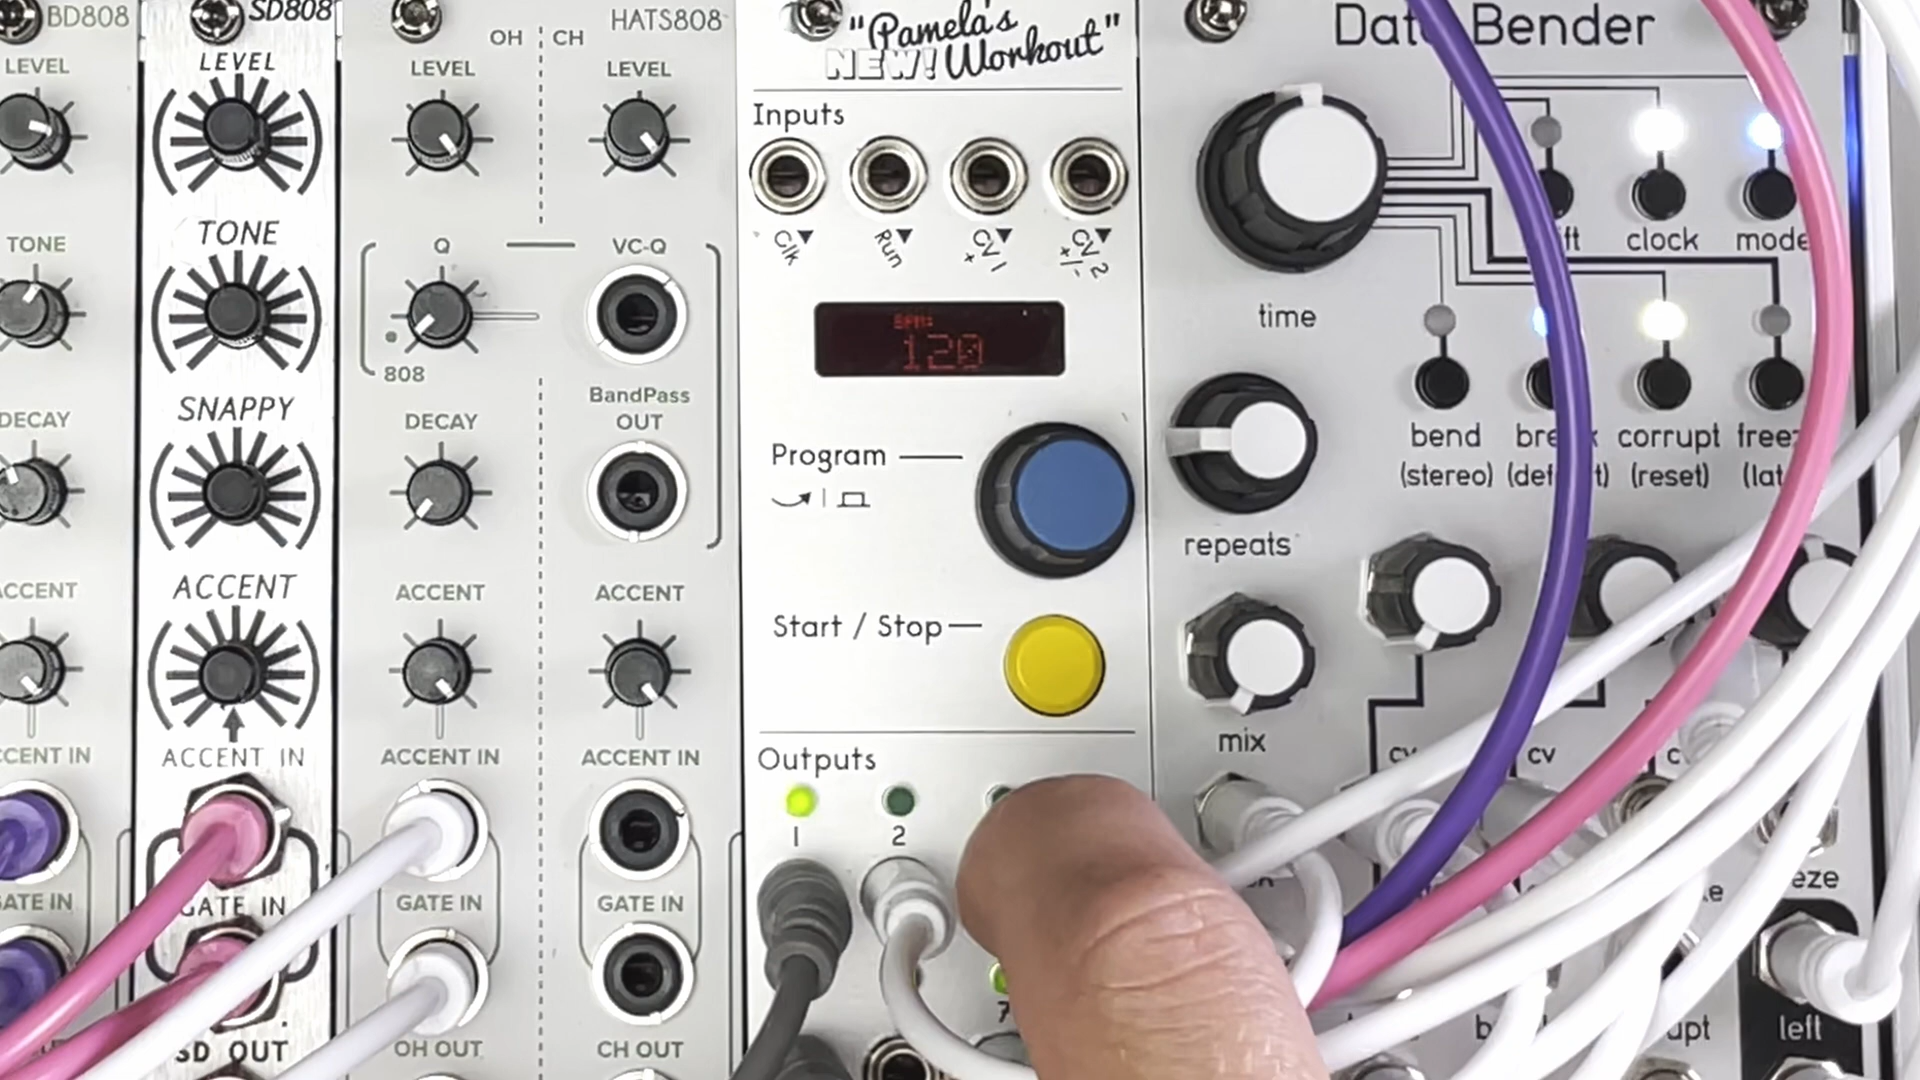 BD808
LEVEL
TONE
DECAY
SD808
LEVEL
TONE
SNAPPY
ACCENT
ACCENT IN
GATE IN
SD OUT
HATS808
OH
CH
LEVEL
LEVEL
Q
VC-Q
808
BandPass
OUT
DECAY
ACCENT
ACCENT
ACCENT IN
ACCENT IN
GATE IN
GATE IN
OH OUT
CH OUT
"Pamela's
NEW! Workout"
Inputs
Clk
Run
CV 1
+
CV 2
+/-
BPM:
120
Program
Start / Stop
Outputs
1
2
7
Bender
clock
mode
time
bend
corrupt
(stereo)
(reset)
repeats
mix
cv
left